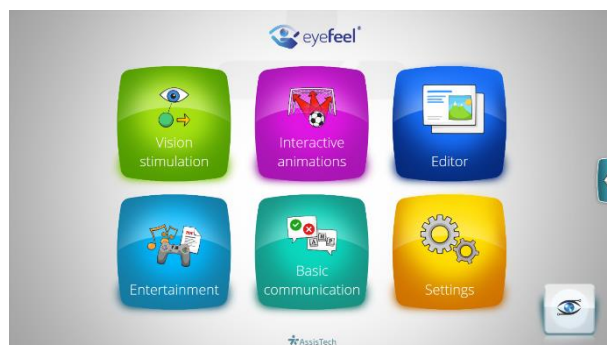 eyefeel®
Vision
stimulation
Interactive
animations
Editor
Entertainment
Basic
communication
Settings
AssisTech